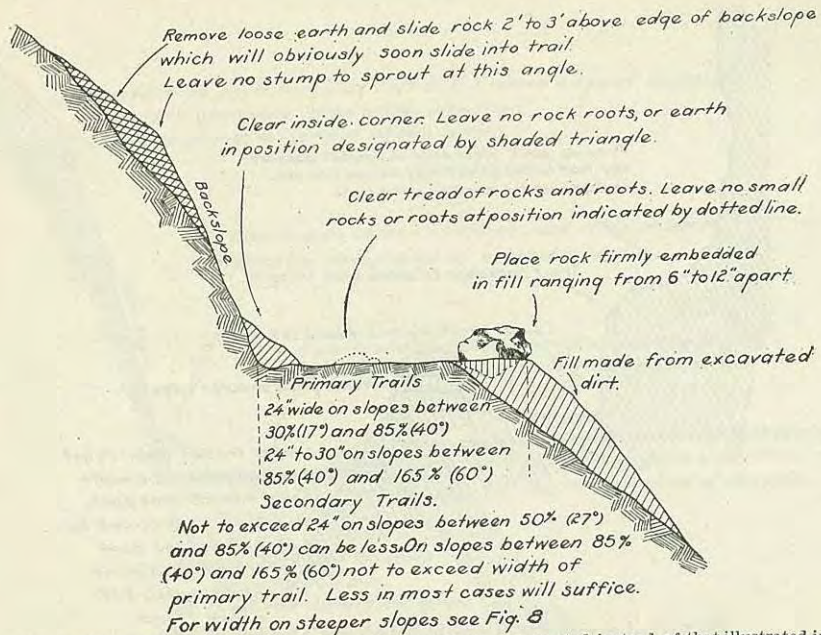 Remove loose earth and slide rock 2' to 3' above edge of backslope
which will obviously soon slide into trail.
Leave no stump to sprout at this angle.
Clear inside corner. Leave no rock roots, or earth
in position designated by shaded triangle.
Backslope
Clear tread of rocks and roots. Leave no small
rocks or roots at position indicated by dotted line.
Place rock firmly embedded
in fill ranging from 6" to 12" apart.
Fill made from excavated
dirt.
Primary Trails
24" wide on slopes between
30% (17°) and 85% (40°)
24" to 30" on slopes between
85% (40°) and 165% (60°)
Secondary Trails.
Not to exceed 24" on slopes between 50% (27°)
and 85% (40°) can be less. On slopes between 85%
(40°) and 165% (60°) not to exceed width of
primary trail. Less in most cases will suffice.
For width on steeper slopes see Fig. 8
that illustrated i